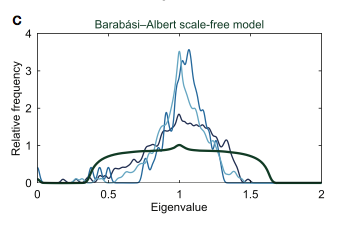 C
Barabási–Albert scale-free model
Relative frequency
4
3
2
1
0
0 0.5 1 1.5 2
Eigenvalue